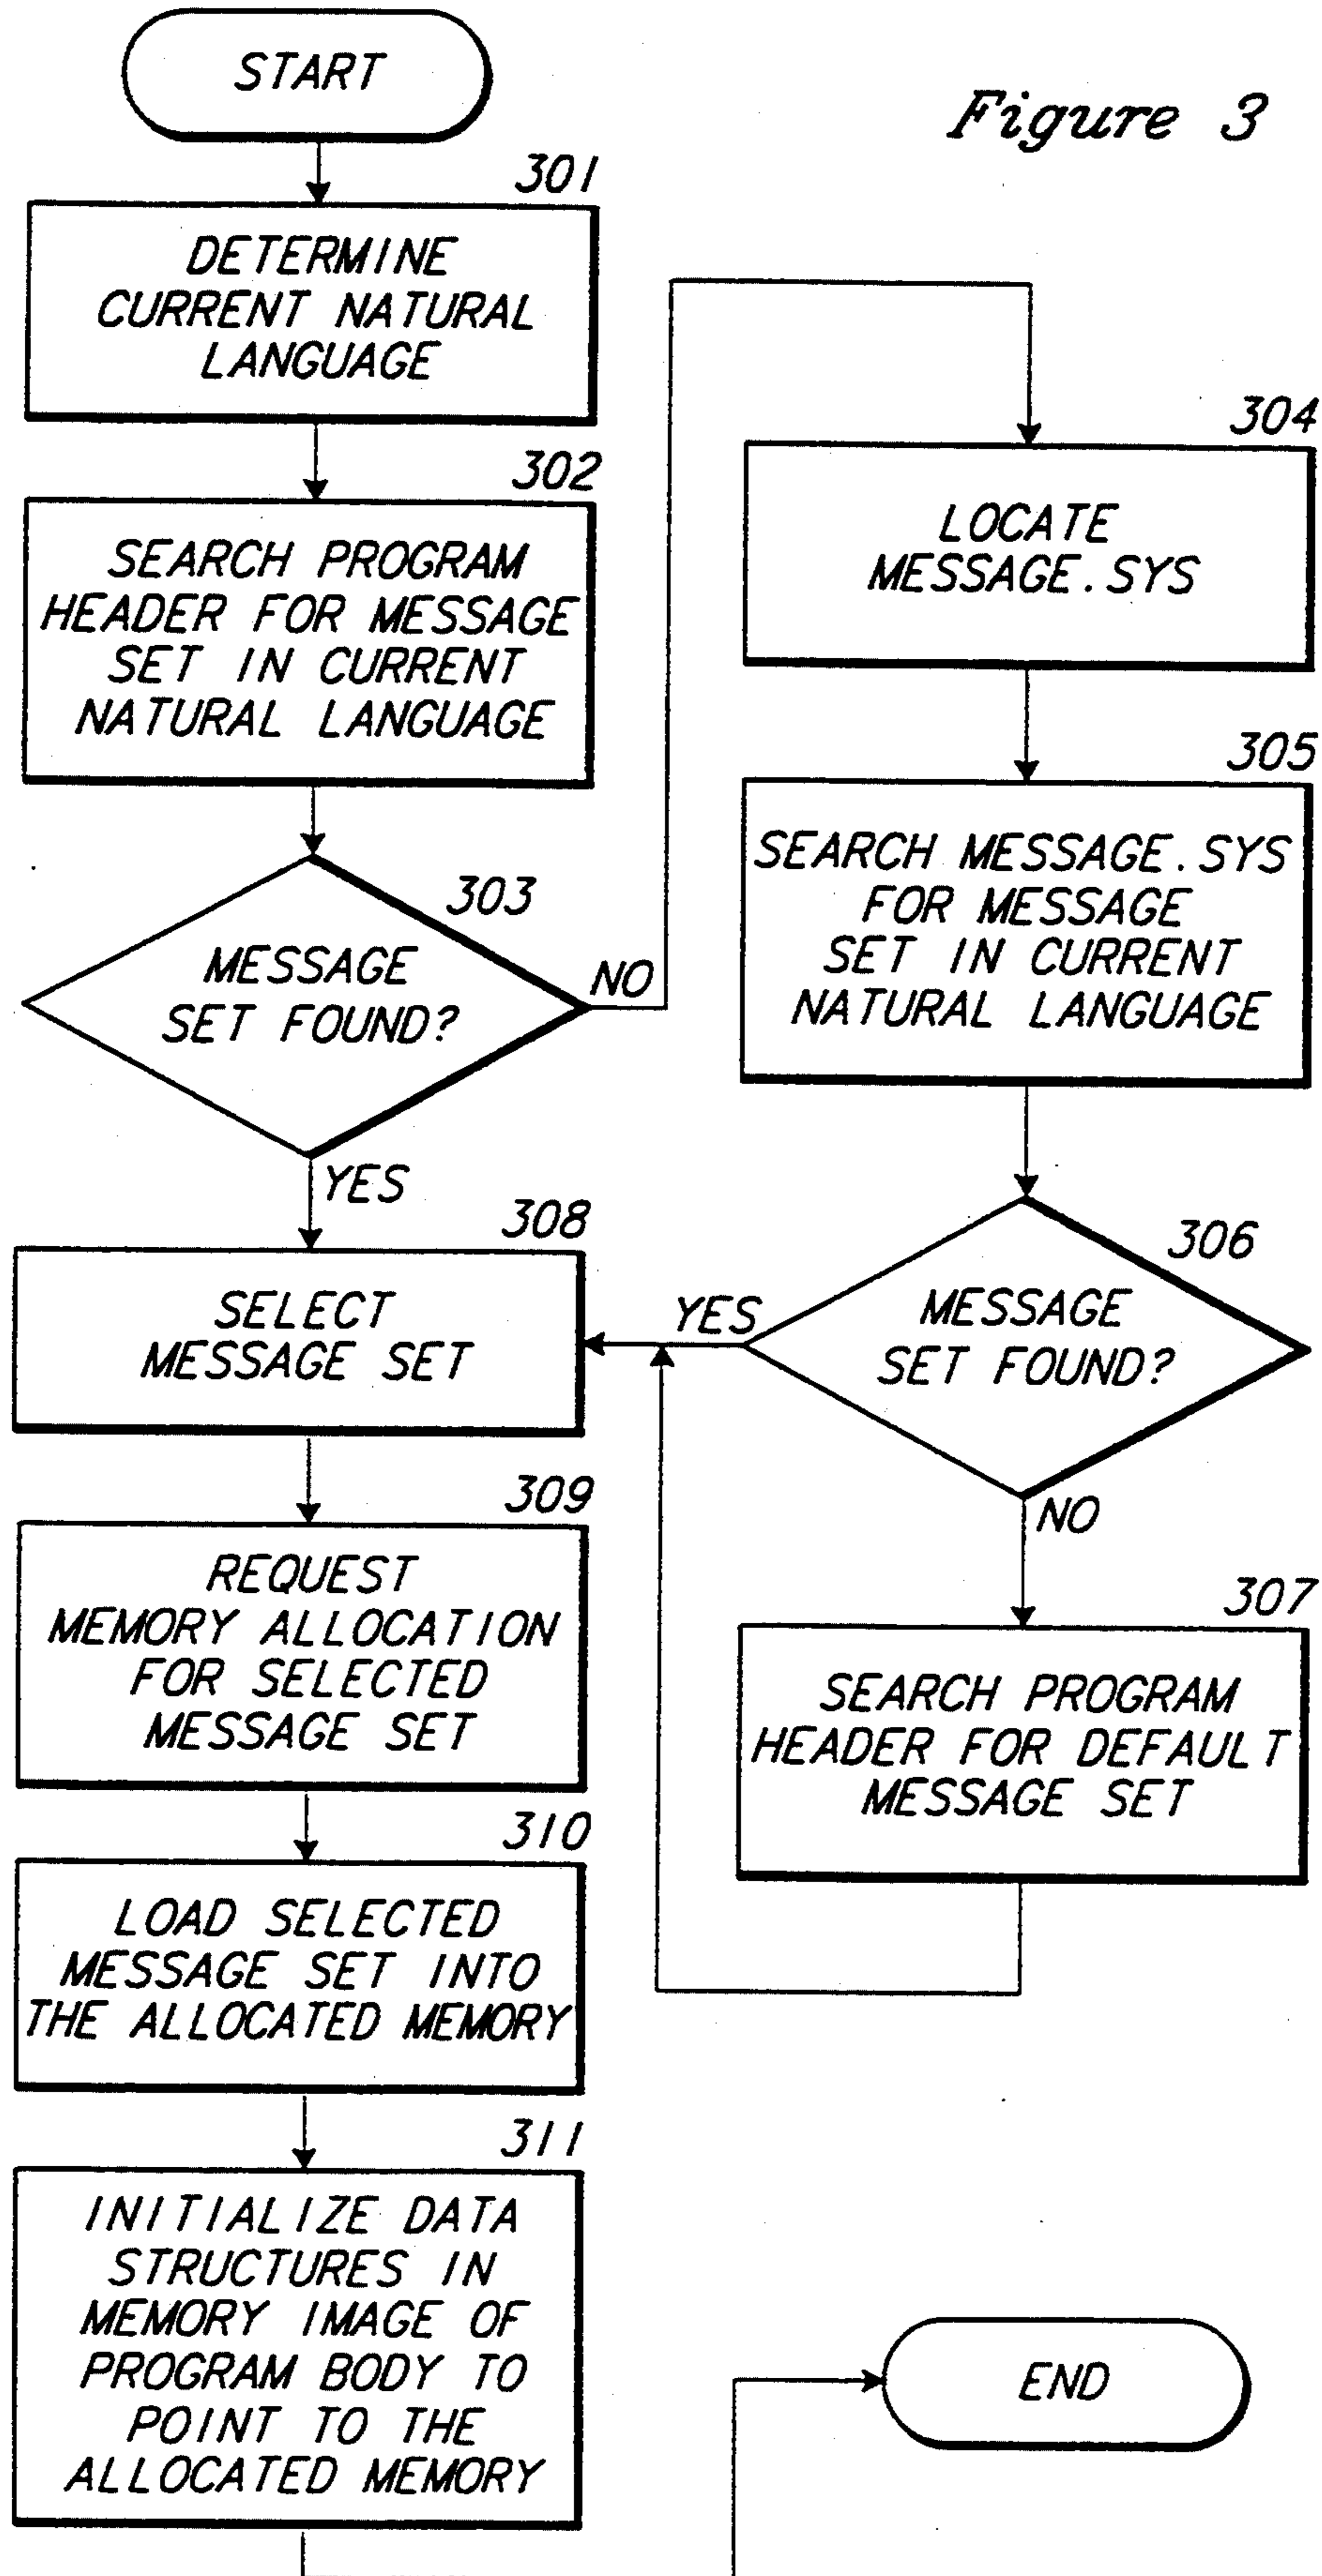 START
Figure 3
301
DETERMINE
CURRENT NATURAL
LANGUAGE
302
SEARCH PROGRAM
HEADER FOR MESSAGE
SET IN CURRENT
NATURAL LANGUAGE
303
MESSAGE
SET FOUND?
NO
YES
304
LOCATE
MESSAGE.SYS
305
SEARCH MESSAGE.SYS
FOR MESSAGE
SET IN CURRENT
NATURAL LANGUAGE
306
MESSAGE
SET FOUND?
YES
NO
307
SEARCH PROGRAM
HEADER FOR DEFAULT
MESSAGE SET
308
SELECT
MESSAGE SET
309
REQUEST
MEMORY ALLOCATION
FOR SELECTED
MESSAGE SET
310
LOAD SELECTED
MESSAGE SET INTO
THE ALLOCATED MEMORY
311
INITIALIZE DATA
STRUCTURES IN
MEMORY IMAGE OF
PROGRAM BODY TO
POINT TO THE
ALLOCATED MEMORY
END